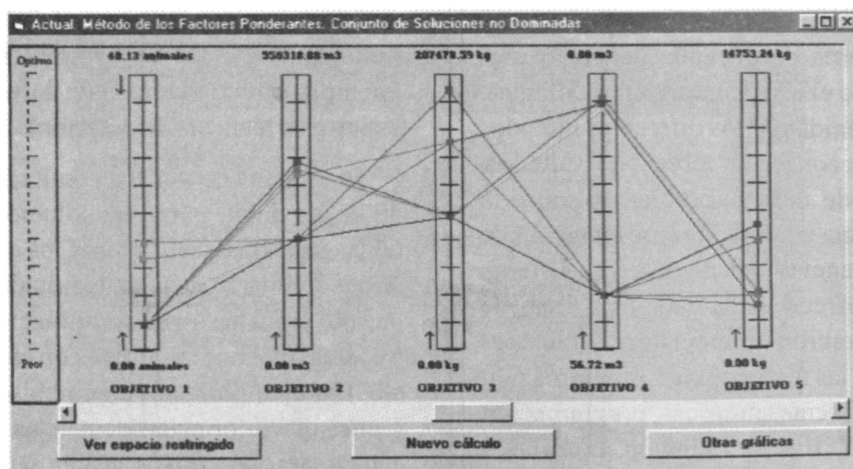 Actual. Método de los Factores Ponderantes. Conjunto de Soluciones no Dominadas
Optimo
48.13 animales
550318.88 m3
207478.59 kg
0.00 m3
14753.24 kg
Peor
0.00 animales
0.00 m3
0.00 kg
56.72 m3
0.00 kg
OBJETIVO 1
OBJETIVO 2
OBJETIVO 3
OBJETIVO 4
OBJETIVO 5
Ver espacio restringido
Nuevo cálculo
Otras gráficas